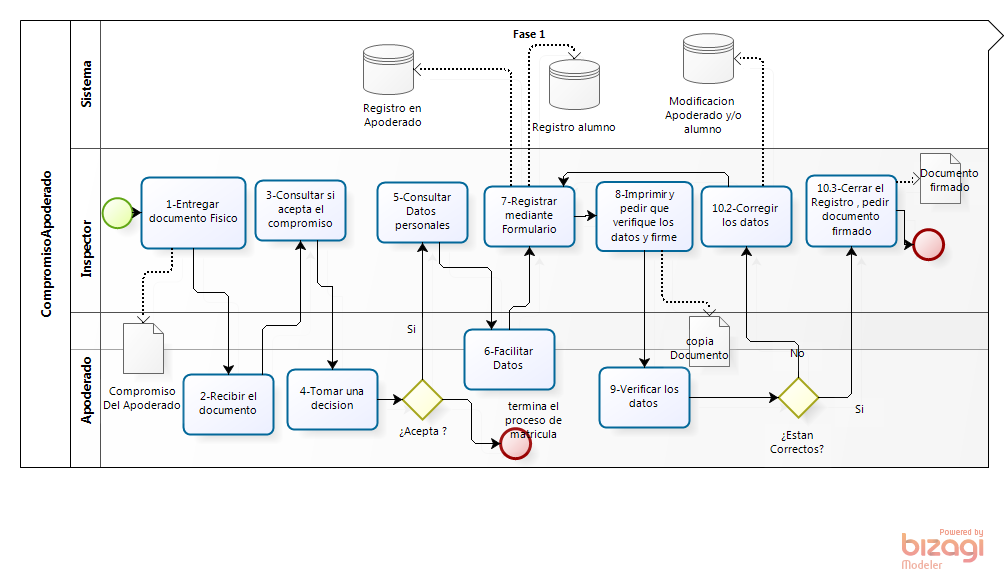 CompromisoApoderado
Sistema
Fase 1
Registro en
Apoderado
Registro alumno
Modificacion
Apoderado y/o
alumno
Inspector
1-Entregar
documento Fisico
3-Consultar si
acepta el
compromiso
5-Consultar
Datos
personales
7-Registrar
mediante
Formulario
8-Imprimir y
pedir que
verifique los
datos y firme
10.2-Corregir
los datos
10.3-Cerrar el
Registro , pedir
documento
firmado
Documento
firmado
Apoderado
Compromiso
Del Apoderado
2-Recibir el
documento
4-Tomar una
decision
¿Acepta ?
Si
6-Facilitar
Datos
termina el
proceso de
matricula
copia
Documento
9-Verificar los
datos
No
Si
¿Estan
Correctos?
Powered by
bizagi
Modeler